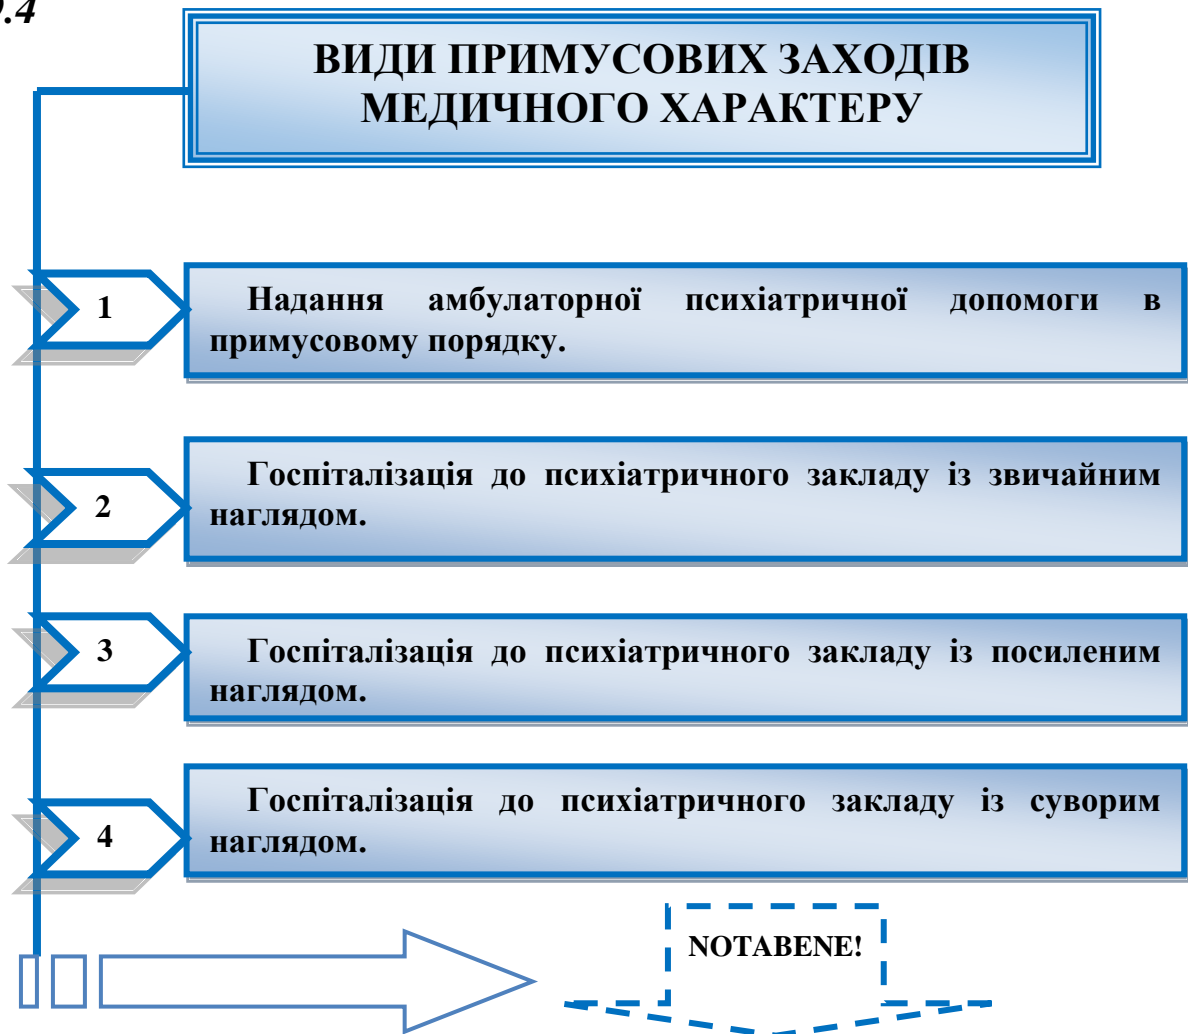 .4
ВИДИ ПРИМУСОВИХ ЗАХОДІВ
МЕДИЧНОГО ХАРАКТЕРУ
1
Надання амбулаторної психіатричної допомоги в
примусовому порядку.
2
Госпіталізація до психіатричного закладу із звичайним
наглядом.
3
Госпіталізація до психіатричного закладу із посиленим
наглядом.
4
Госпіталізація до психіатричного закладу із суворим
наглядом.
NOTABENE!